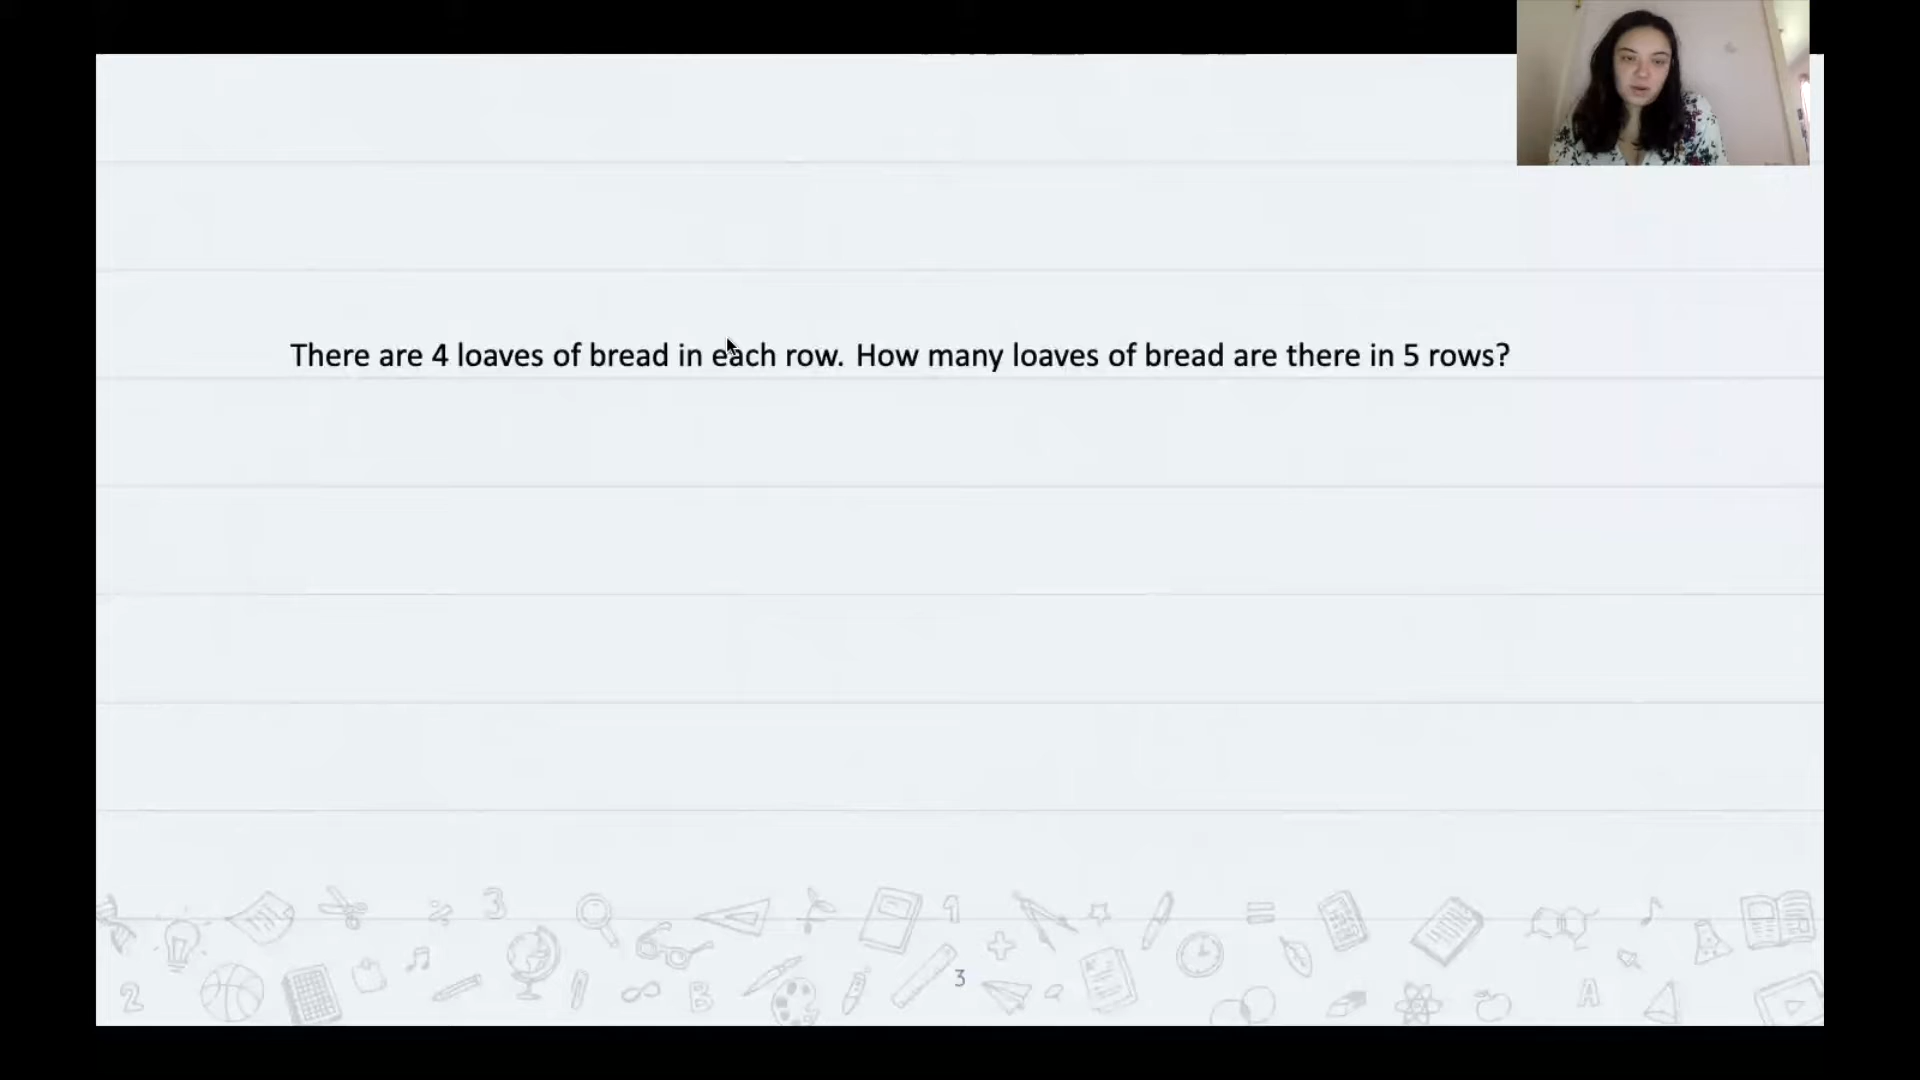 There are 4 loaves of bread in each row. How many loaves of bread are there in 5 rows?
3